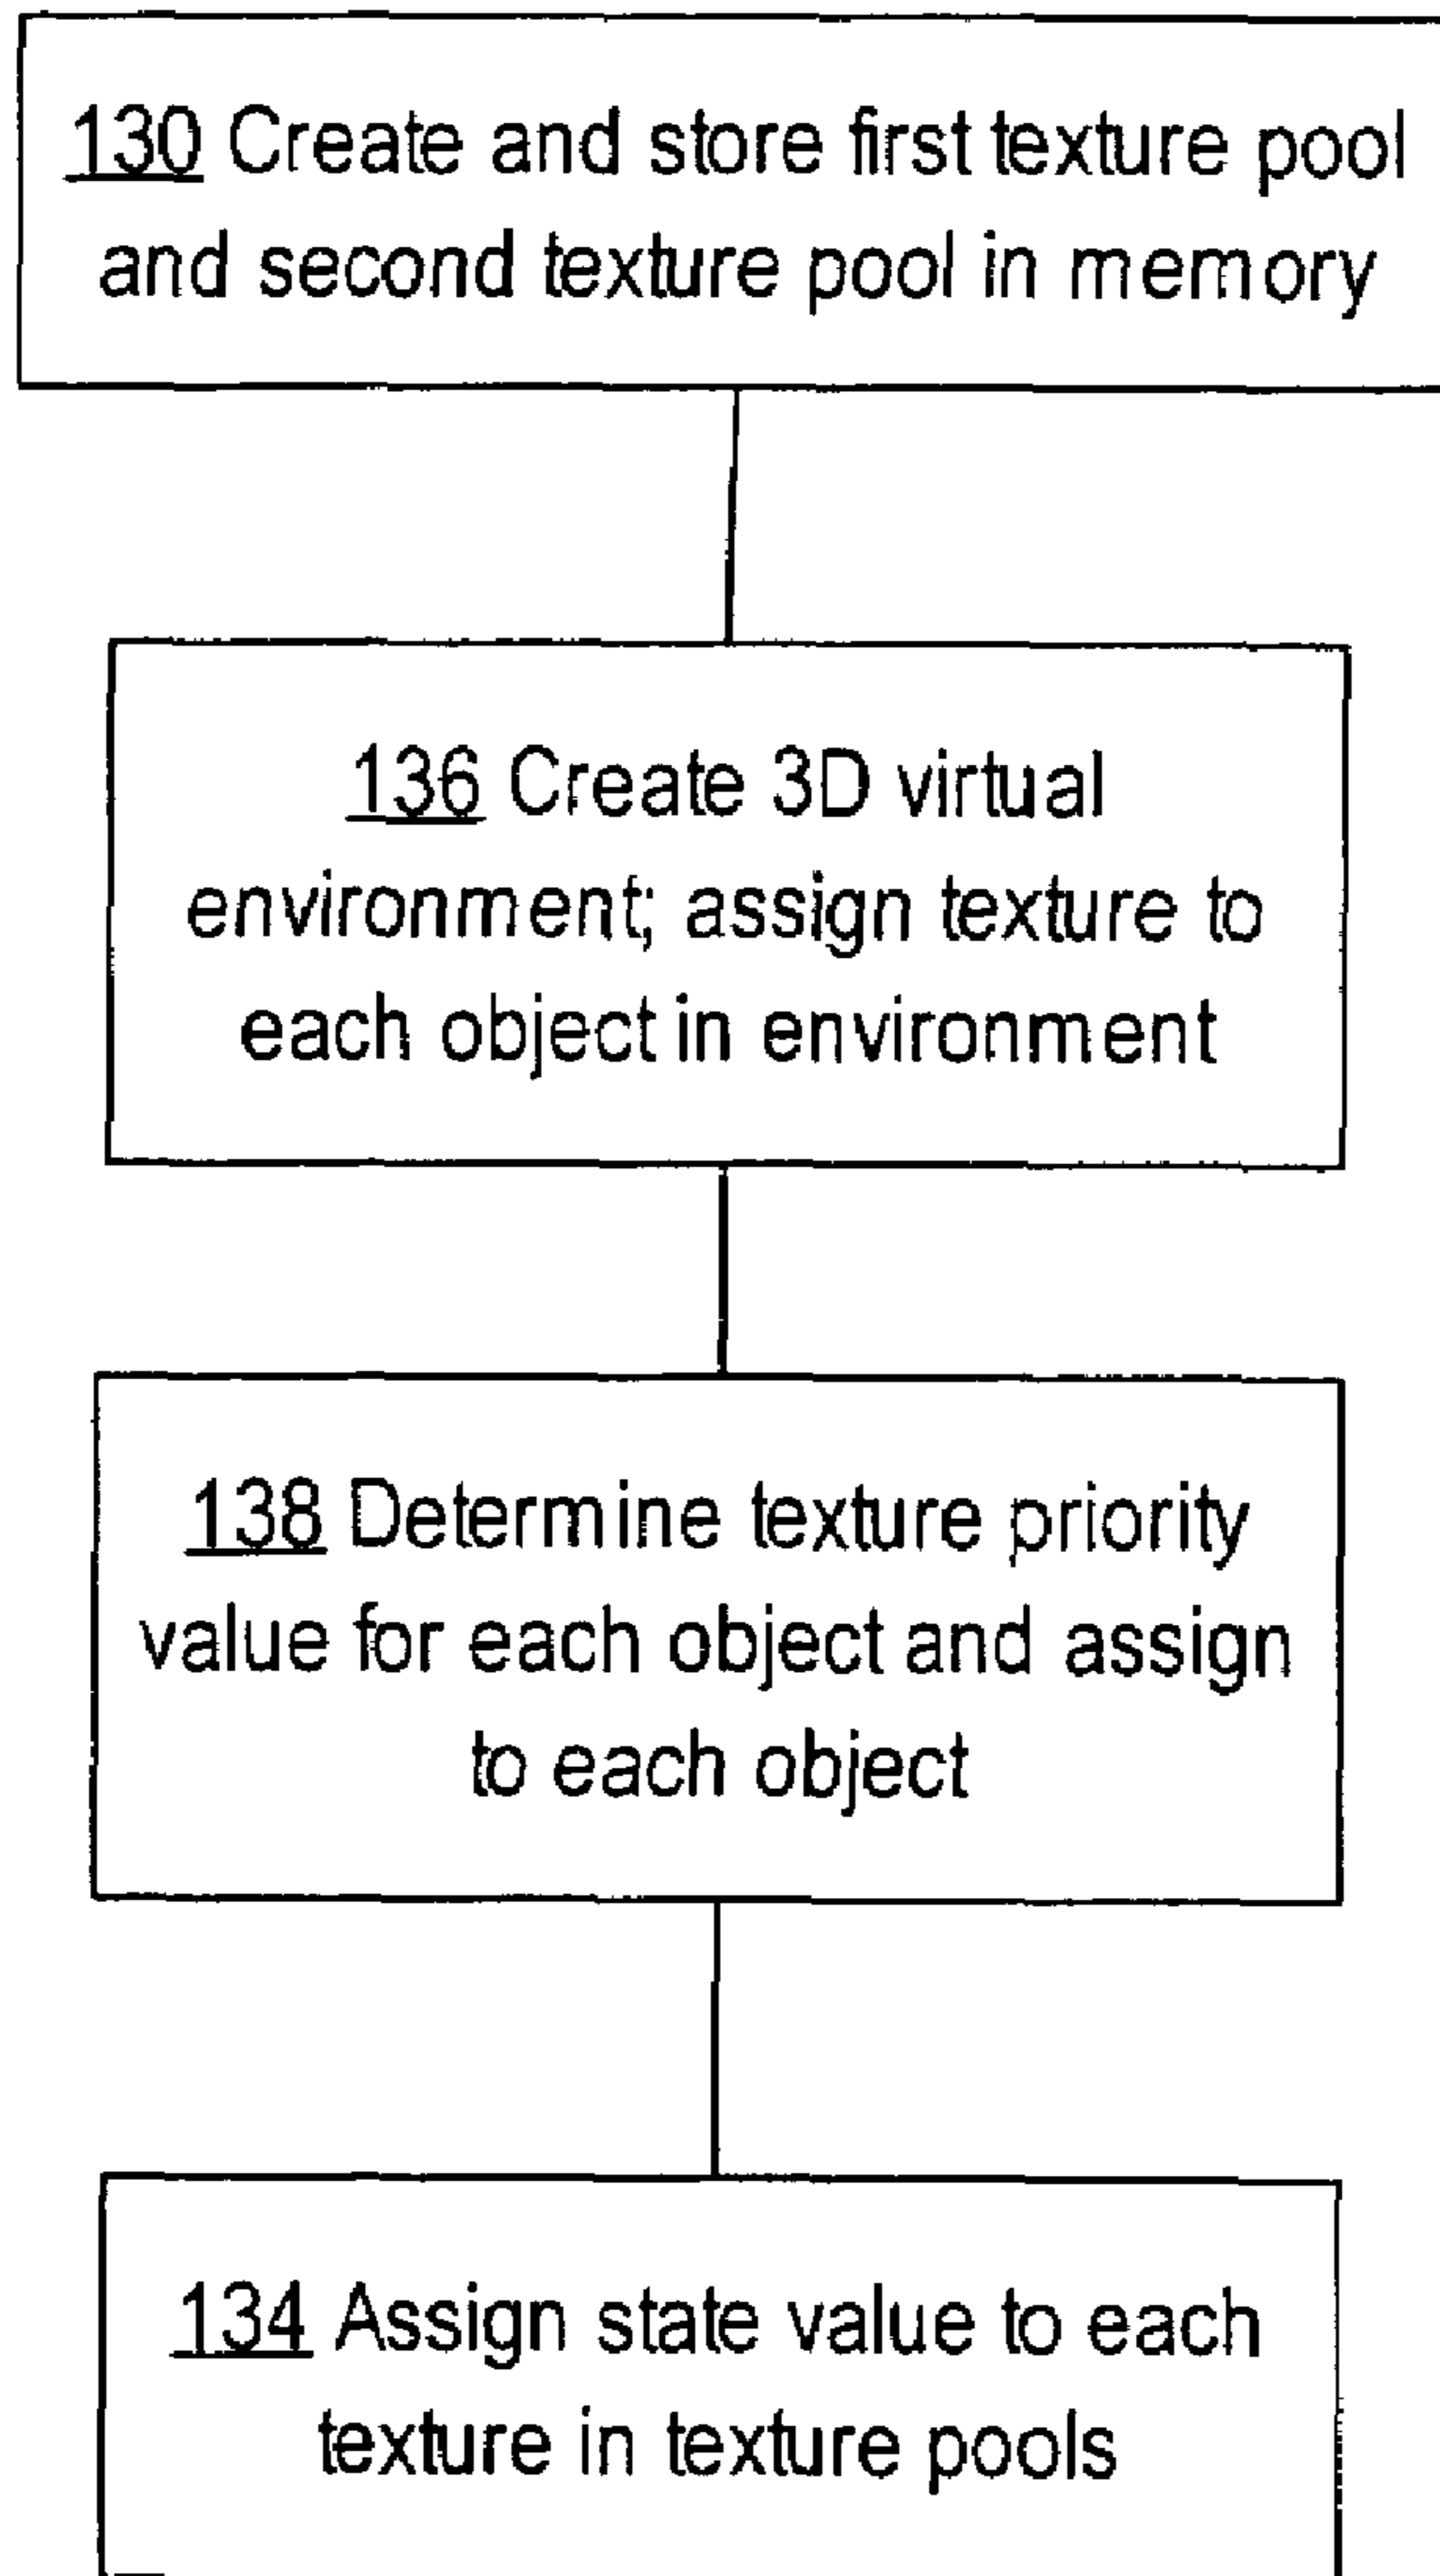 130 Create and store first texture pool
and second texture pool in memory
136 Create 3D virtual
environment; assign texture to
each object in environment
138 Determine texture priority
value for each object and assign
to each object
134 Assign state value to each
texture in texture pools